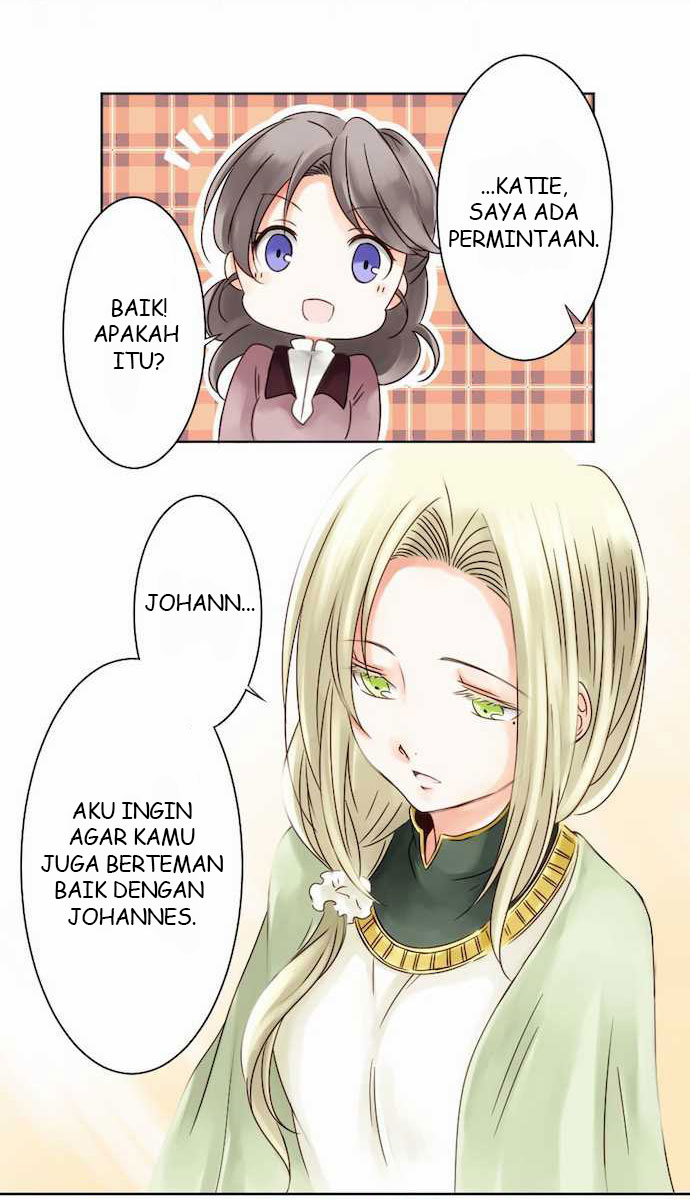 ...KATIE,
SAYA ADA
PERMINTAAN.
BAIK!
APAKAH
ITU?
JOHANN...
AKU INGIN
AGAR KAMU
JUGA BERTEMAN
BAIK DENGAN
JOHANNES.